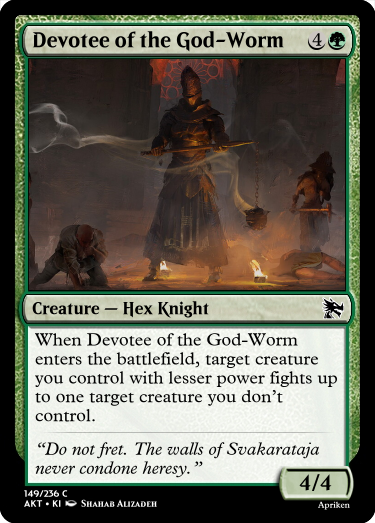 Devotee of the God-Worm 4
Creature — Hex Knight
When Devotee of the God-Worm
enters the battlefield, target creature
you control with lesser power fights up
to one target creature you don't
control.
“Do not fret. The walls of Svakarataja
never condone heresy.”
4/4
149/236 C
AKT • KI Shahab Alizadeh
Apriken